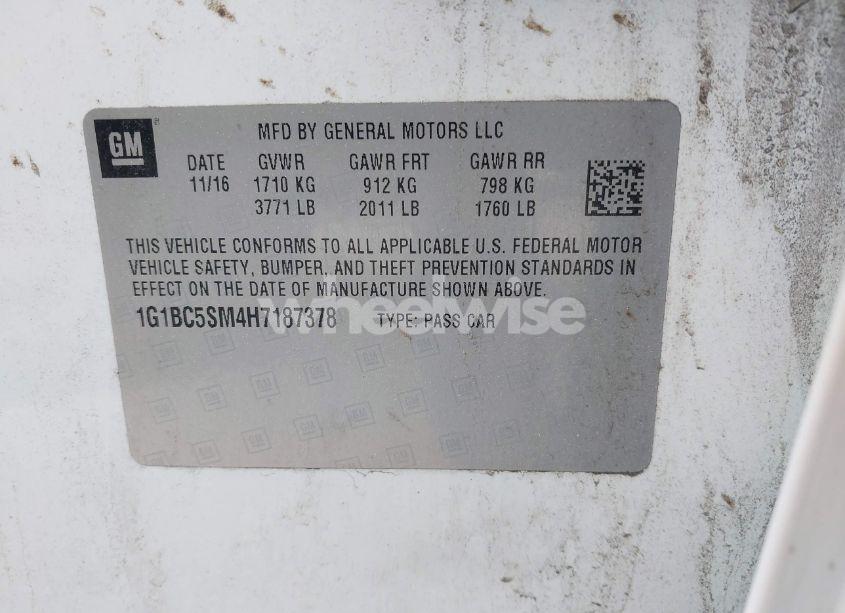 GM
MFD BY GENERAL MOTORS LLC
DATE GVWR GAWR FRT GAWR RR
11/16 1710 KG 912 KG 798 KG
3771 LB 2011 LB 1760 LB
THIS VEHICLE CONFORMS TO ALL APPLICABLE U.S. FEDERAL MOTOR
VEHICLE SAFETY, BUMPER, AND THEFT PREVENTION STANDARDS IN
EFFECT ON THE DATE OF MANUFACTURE SHOWN ABOVE.
1G1BC5SM4H7187378 TYPE: PASS CAR
wheelwise